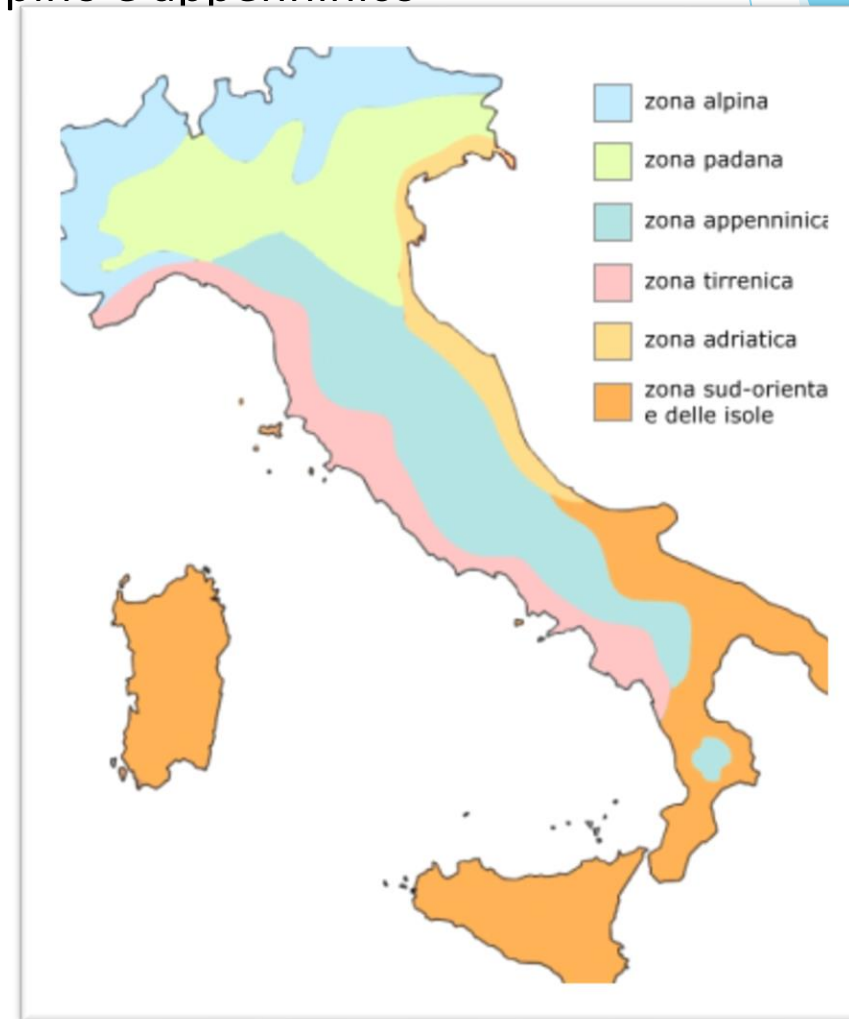 zona alpina
zona padana
zona appenninica
zona tirrenica
zona adriatica
zona sud-orienta
e delle isole